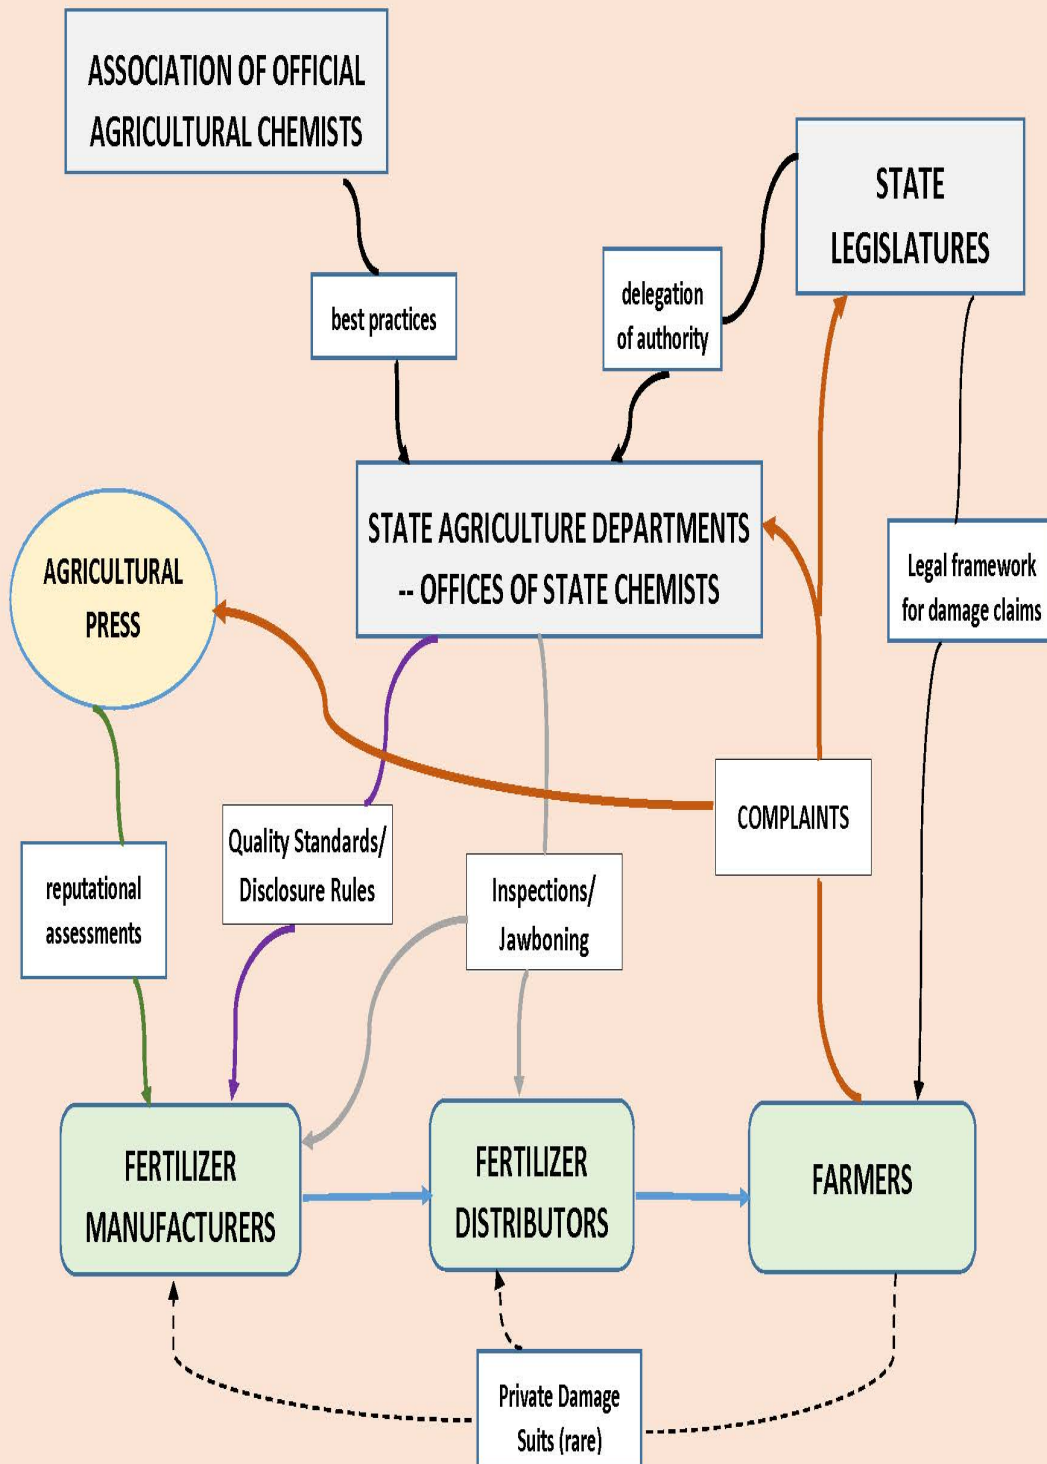 ASSOCIATION OF OFFICIAL
AGRICULTURAL CHEMISTS
STATE
LEGISLATURES
best practices
delegation
of authority
STATE AGRICULTURE DEPARTMENTS
-- OFFICES OF STATE CHEMISTS
AGRICULTURAL
PRESS
Legal framework
for damage claims
COMPLAINTS
Quality Standards/
Disclosure Rules
reputational
assessments
Inspections/
Jawboning
FERTILIZER
MANUFACTURERS
FERTILIZER
DISTRIBUTORS
FARMERS
Private Damage
Suits (rare)